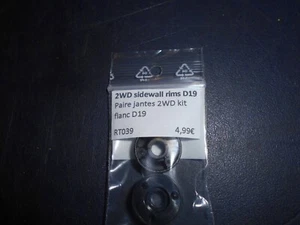 2WD sidewall rims D19
Paire jantes 2WD kit
flanc D19
RT039 4,99€